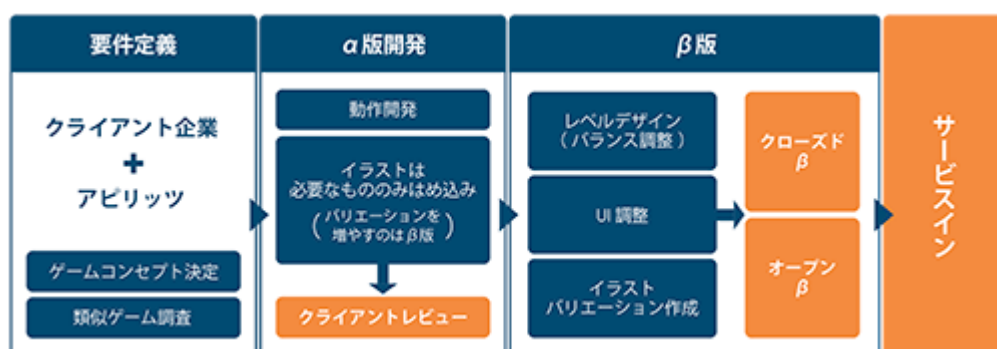 要件定義
クライアント企業
+
アピリッツ
ゲームコンセプト決定
類似ゲーム調査
α版開発
動作開発
イラストは
必要なもののみはめ込み
(バリエーションを
増やすのはβ版)
クライアントレビュー
β版
レベルデザイン
(バランス調整)
UI調整
イラスト
バリエーション作成
クローズド
β
オープン
β
サービスイン